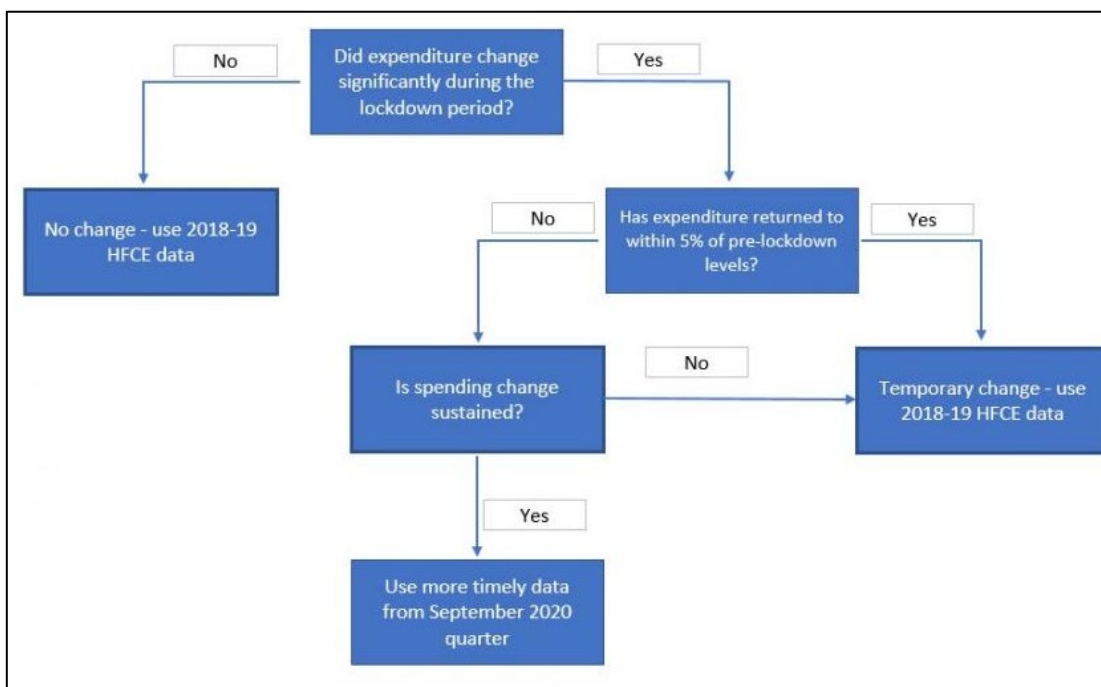 Did expenditure change
significantly during the
lockdown period?
No
Yes
No change - use 2018-19
HFCE data
Has expenditure returned to
within 5% of pre-lockdown
levels?
No
Yes
Is spending change
sustained?
No
Temporary change - use
2018-19 HFCE data
Yes
Use more timely data
from September 2020
quarter